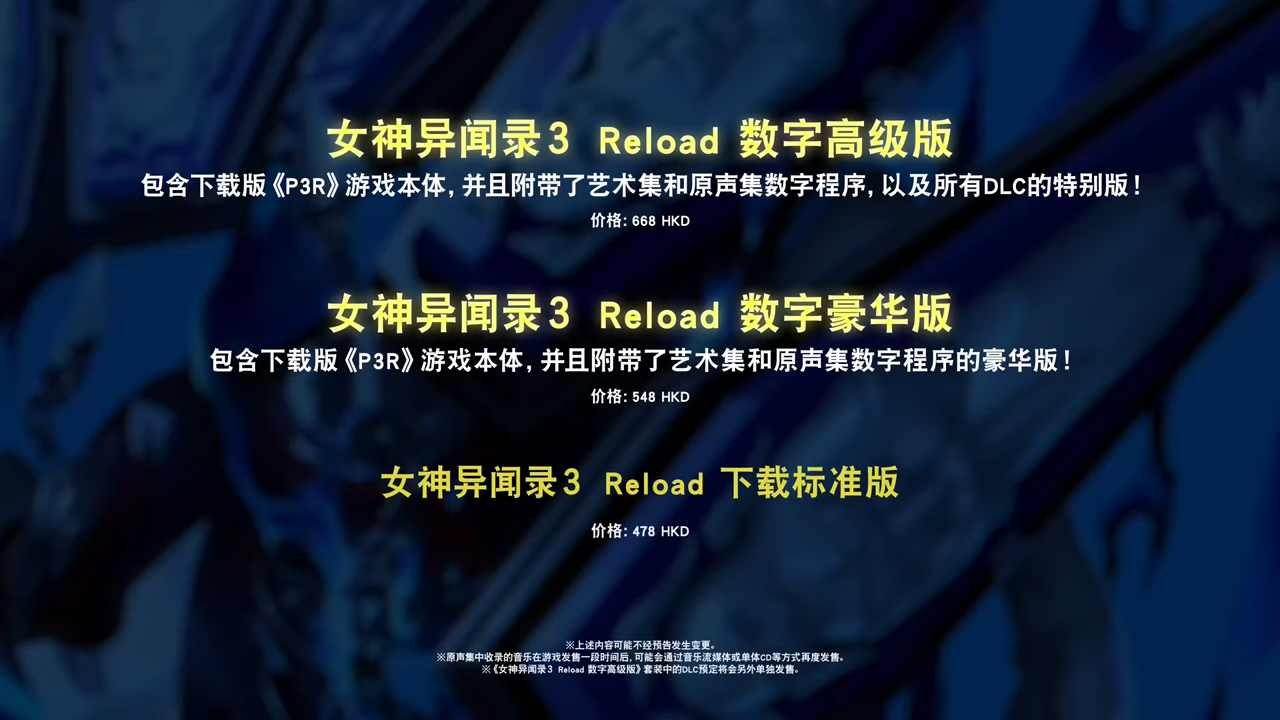 女神异闻录3 Reload 数字高级版
包含下载版《P3R》游戏本体，并且附带了艺术集和原声集数字程序，以及所有DLC的特别版！
价格: 668 HKD
女神异闻录3 Reload 数字豪华版
包含下载版《P3R》游戏本体，并且附带了艺术集和原声集数字程序的豪华版！
价格: 548 HKD
女神异闻录3 Reload 下载标准版
价格: 478 HKD
※上述内容可能不经预告发生变更。
※原声集中收录的音乐在游戏发售一段时间后，可能会通过音乐流媒体或单体CD等方式再度发售。
※《女神异闻录3 Reload 数字高级版》套装中的DLC预定将会另外单独发售。